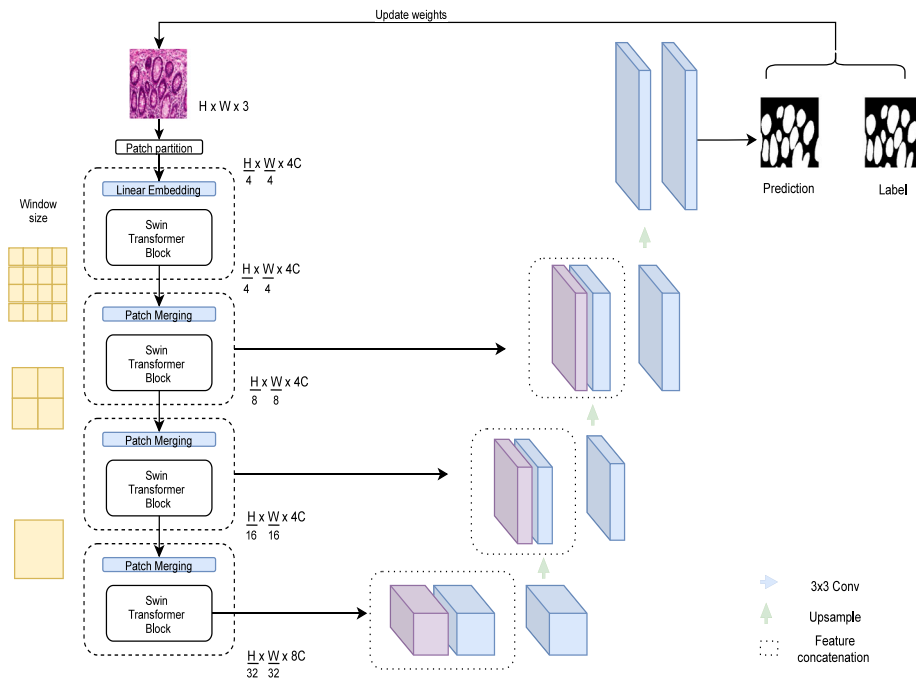 Update weights
H x W x 3
Patch partition
H x W x 4C
4 4
Linear Embedding
Prediction
Label
Window
size
Swin
Transformer
Block
H x W x 4C
4 4
Patch Merging
Swin
Transformer
Block
H x W x 4C
8 8
Patch Merging
Swin
Transformer
Block
H x W x 4C
16 16
Patch Merging
Swin
Transformer
Block
H x W x 8C
32 32
3x3 Conv
Upsample
Feature
concatenation